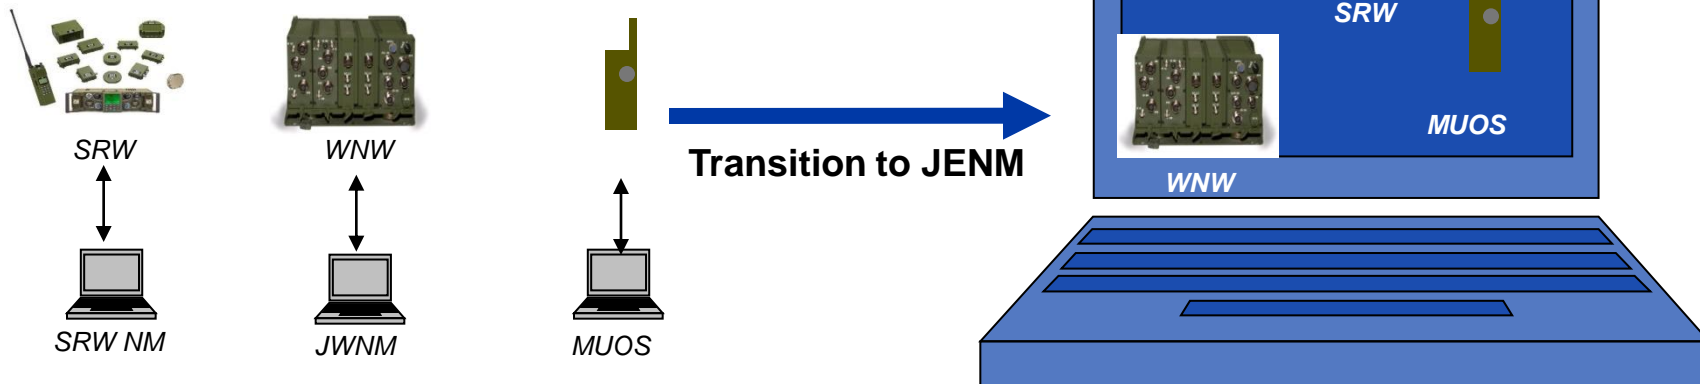 SRW
WNW
Transition to JENM
SRW
MUOS
WNW
SRW NM
JWNM
MUOS